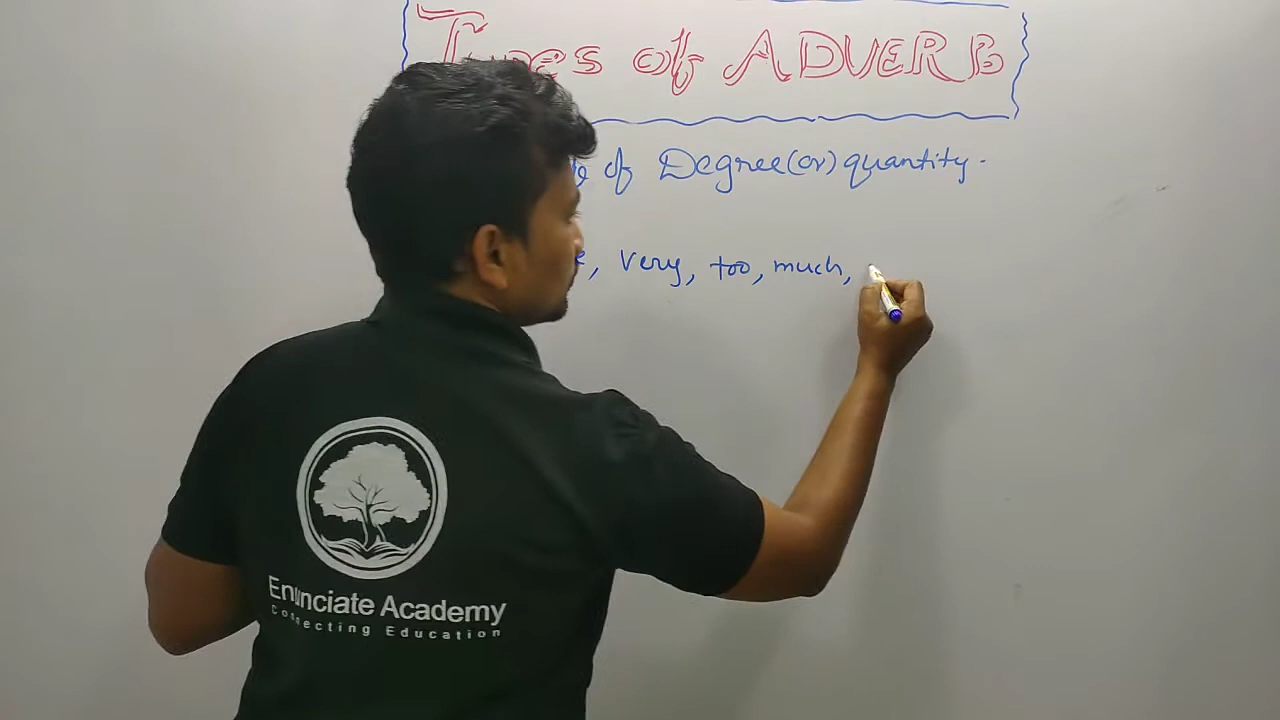 Types of ADVERB
of Degree(or) quantity.
, very, too, much,
Enunciate Academy
Connecting Education